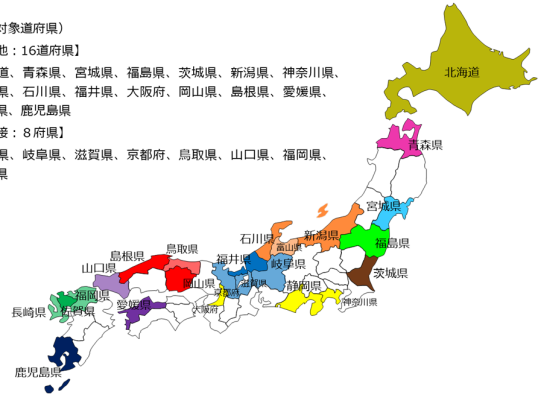 対象道府県)
地：16道府県】
道、青森県、宮城県、福島県、茨城県、新潟県、神奈川県、
県、石川県、福井県、大阪府、岡山県、島根県、愛媛県、
県、鹿児島県
接：８府県】
県、岐阜県、滋賀県、京都府、鳥取県、山口県、福岡県、
県
北海道
青森県
宮城県
石川県
新潟県
福島県
富山県
鳥取県
島根県
福井県
岐阜県
茨城県
山口県
岡山県
滋賀県
静岡県
京都府
福岡県
神奈川県
長崎県
佐賀県
愛媛県
大阪府
鹿児島県